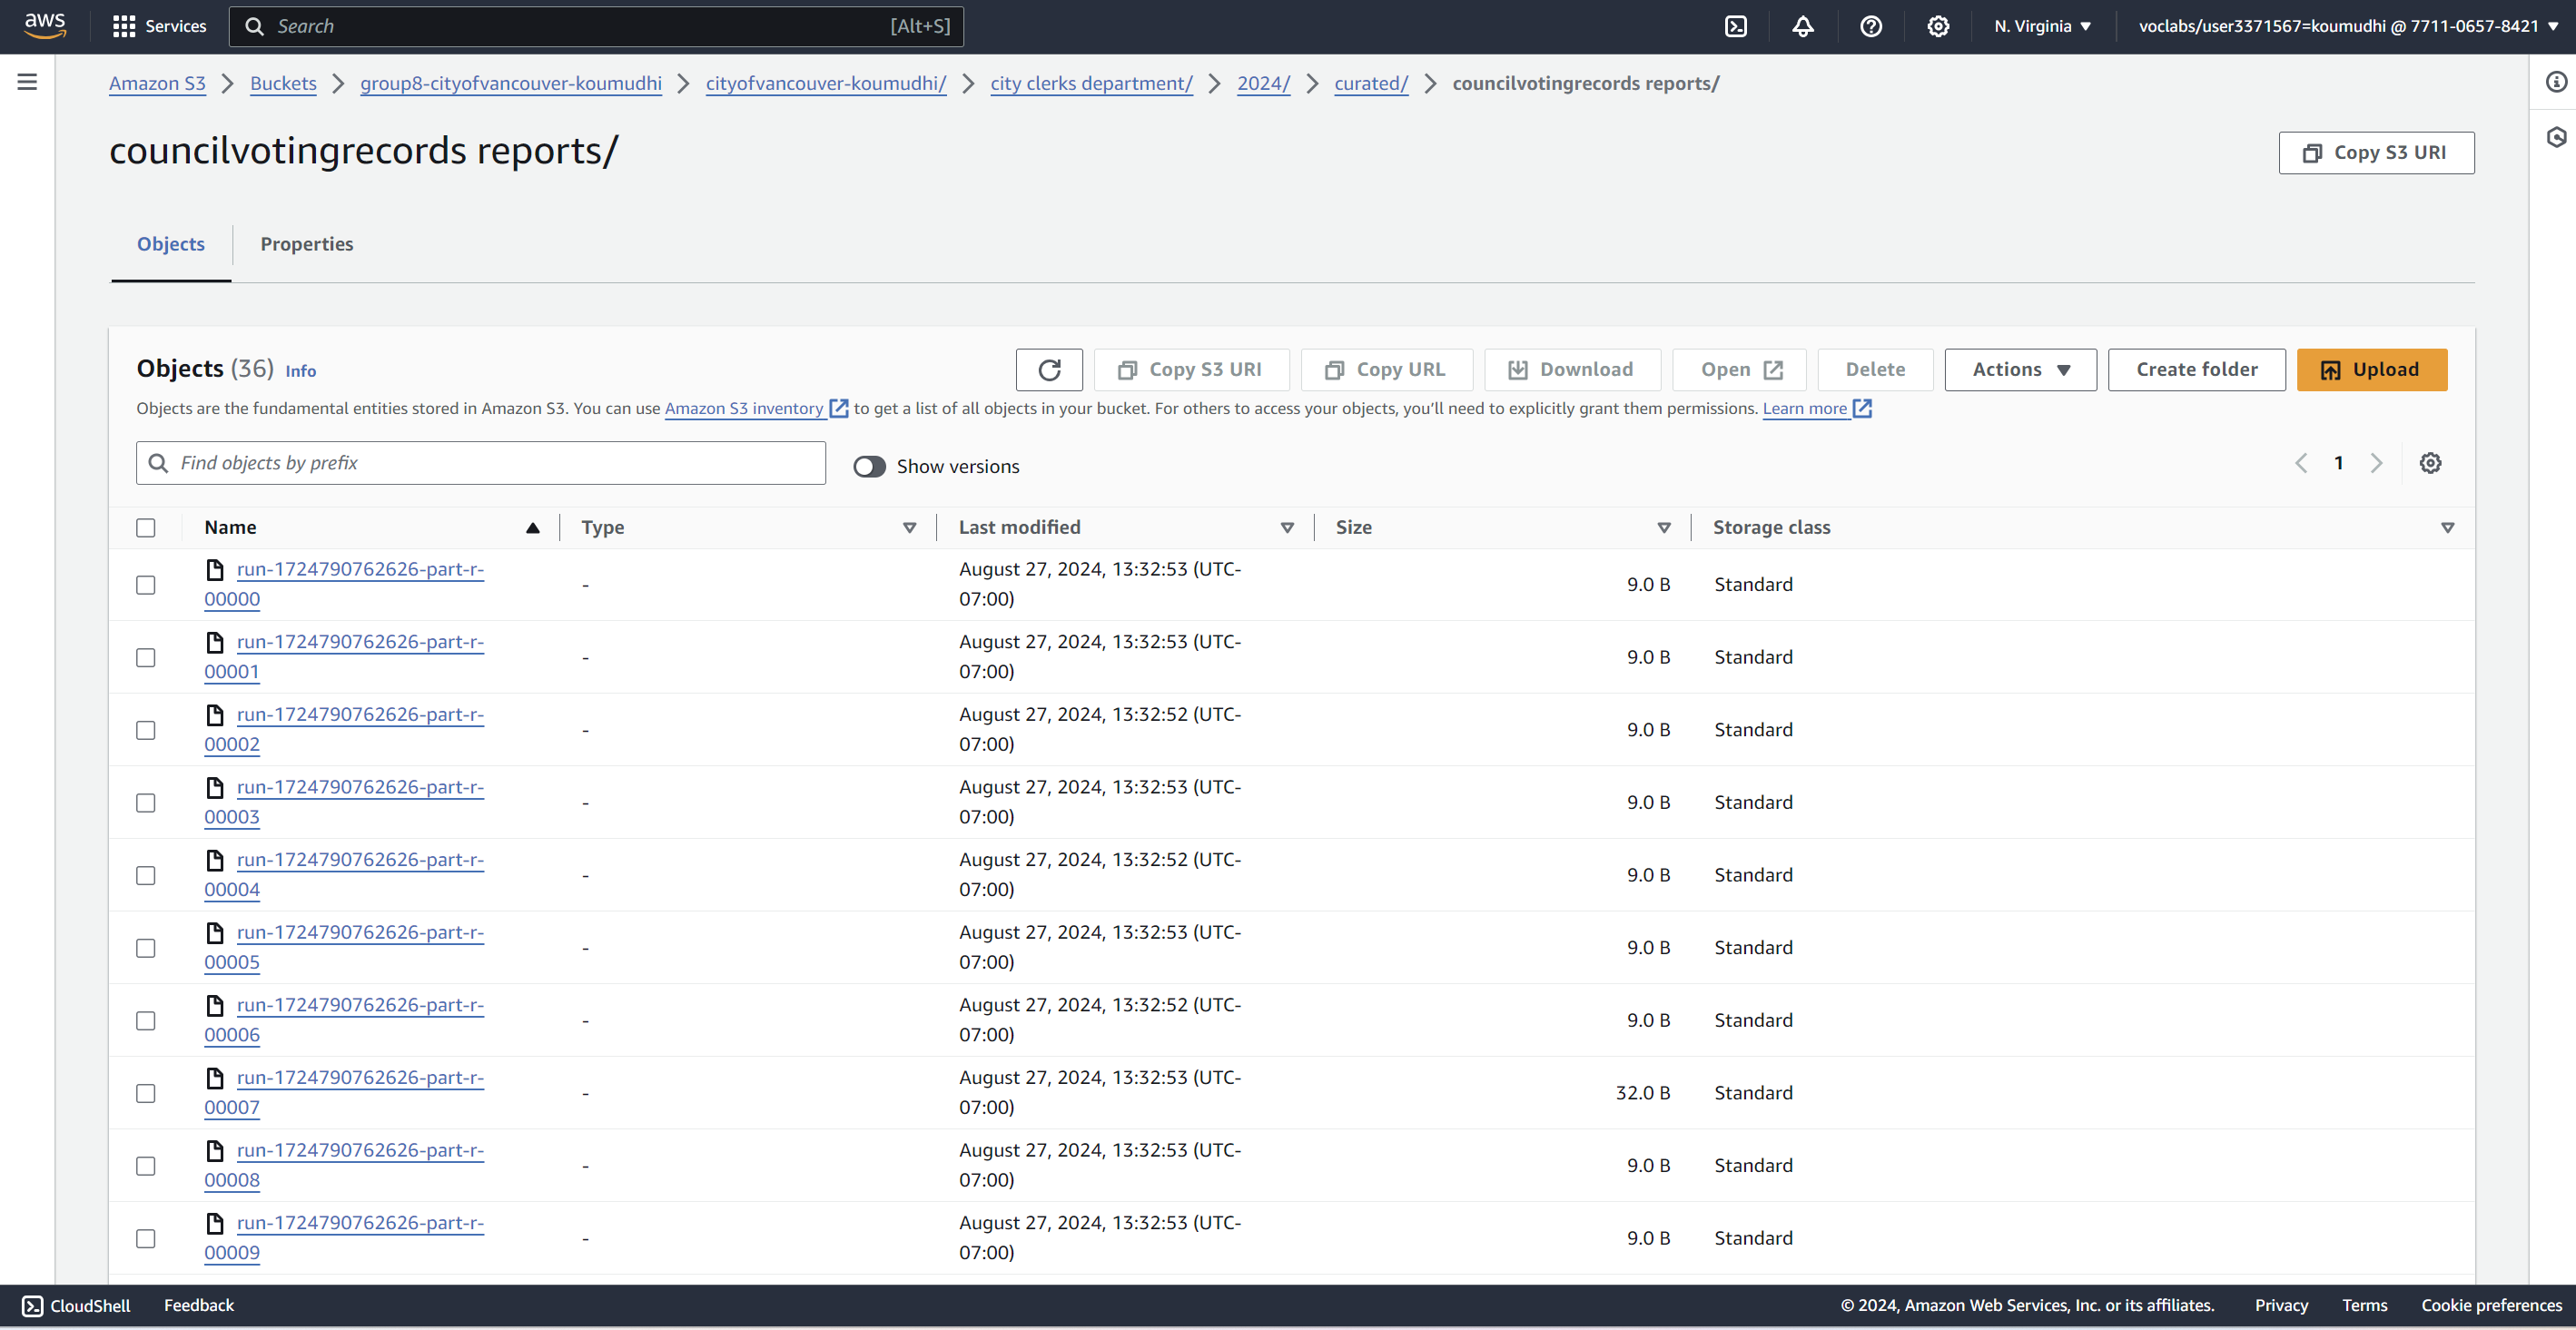 aws Services Search [Alt+S] N. Virginia ▼ voclabs/user3371567=koumudhi @ 7711-0657-8421 ▼
Amazon S3 > Buckets > group8-cityofvancouver-koumudhi > cityofvancouver-koumudhi/ > city clerks department/ > 2024/ > curated/ > councilvotingrecords reports/
councilvotingrecords reports/
Copy S3 URI
Objects Properties
Objects (36) Info Copy S3 URI Copy URL Download Open Delete Actions ▼ Create folder Upload
Objects are the fundamental entities stored in Amazon S3. You can use Amazon S3 inventory to get a list of all objects in your bucket. For others to access your objects, you'll need to explicitly grant them permissions. Learn more
Find objects by prefix Show versions 1
Name Type Last modified Size Storage class
run-1724790762626-part-r- August 27, 2024, 13:32:53 (UTC-
00000 - 07:00) 9.0 B Standard
run-1724790762626-part-r- August 27, 2024, 13:32:53 (UTC-
00001 - 07:00) 9.0 B Standard
run-1724790762626-part-r- August 27, 2024, 13:32:52 (UTC-
00002 - 07:00) 9.0 B Standard
run-1724790762626-part-r- August 27, 2024, 13:32:53 (UTC-
00003 - 07:00) 9.0 B Standard
run-1724790762626-part-r- August 27, 2024, 13:32:52 (UTC-
00004 - 07:00) 9.0 B Standard
run-1724790762626-part-r- August 27, 2024, 13:32:53 (UTC-
00005 - 07:00) 9.0 B Standard
run-1724790762626-part-r- August 27, 2024, 13:32:52 (UTC-
00006 - 07:00) 9.0 B Standard
run-1724790762626-part-r- August 27, 2024, 13:32:53 (UTC-
00007 - 07:00) 32.0 B Standard
run-1724790762626-part-r- August 27, 2024, 13:32:53 (UTC-
00008 - 07:00) 9.0 B Standard
run-1724790762626-part-r- August 27, 2024, 13:32:53 (UTC-
00009 - 07:00) 9.0 B Standard
CloudShell Feedback © 2024, Amazon Web Services, Inc. or its affiliates. Privacy Terms Cookie preferences